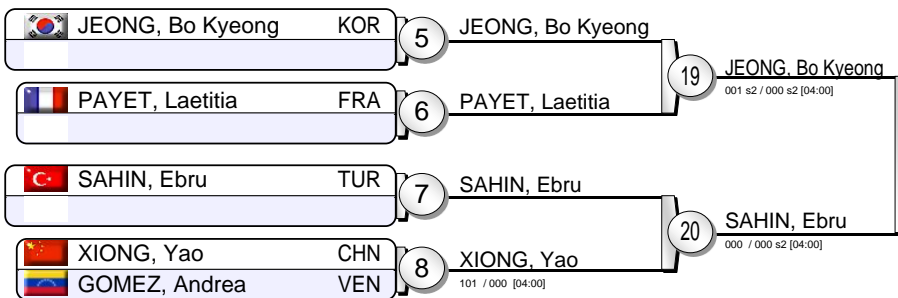 JEONG, Bo Kyeong KOR
5
JEONG, Bo Kyeong
PAYET, Laetitia FRA
6
PAYET, Laetitia
19
JEONG, Bo Kyeong
001 s2 / 000 s2 [04:00]
SAHIN, Ebru TUR
7
SAHIN, Ebru
XIONG, Yao CHN
GOMEZ, Andrea VEN
8
XIONG, Yao
101 / 000 [04:00]
20
SAHIN, Ebru
000 / 000 s2 [04:00]